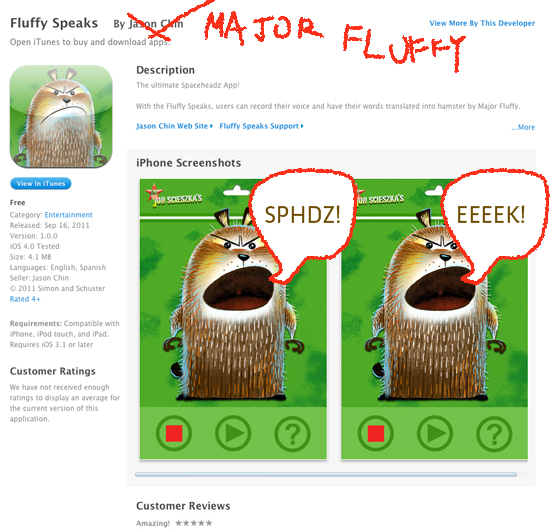 Fluffy Speaks
By Jason Chin
MAJOR FLUFFY
View More By This Developer
Open iTunes to buy and download apps.
Description
The ultimate Spaceheadz App!
With the Fluffy Speaks, users can record their voice and have their words translated into hamster by Major Fluffy.
Jason Chin Web Site
Fluffy Speaks Support
...More
View In iTunes
Free
Category: Entertainment
Released: Sep 16, 2011
Version: 1.0.0
iOS 4.0 Tested
Size: 4.1 MB
Languages: English, Spanish
Seller: Jason Chin
© 2011 Simon and Schuster
Rated 4+
Requirements: Compatible with
iPhone, iPod touch, and iPad.
Requires iOS 3.1 or later
Customer Ratings
We have not received enough
ratings to display an average for
the current version of this
application.
iPhone Screenshots
JON SCIESZKA'S
SPHDZ!
?
JON SCIESZKA'S
EEEEK!
?
Customer Reviews
Amazing! ★★★★★